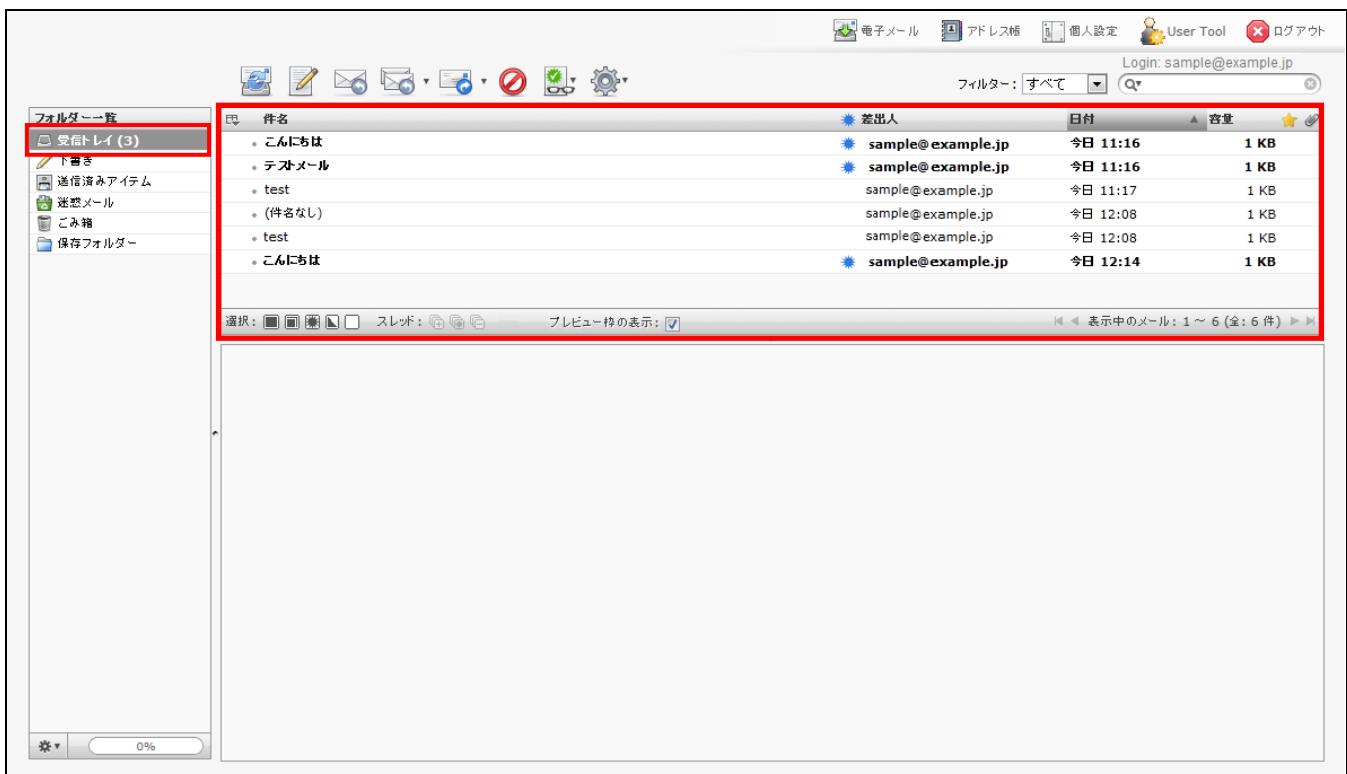 電子メール アドレス帳 個人設定 User Tool ログアウト
Login: sample@example.jp
フィルター: すべて
フォルダー一覧
受信トレイ (3)
下書き
送信済みアイテム
迷惑メール
ごみ箱
保存フォルダー
件名 差出人 日付 容量
こんにちは sample@example.jp 今日 11:16 1 KB
テストメール sample@example.jp 今日 11:16 1 KB
test sample@example.jp 今日 11:17 1 KB
(件名なし) sample@example.jp 今日 12:08 1 KB
test sample@example.jp 今日 12:08 1 KB
こんにちは sample@example.jp 今日 12:14 1 KB
選択: スレッド: プレビュー枠の表示: 表示中のメール: 1 ~ 6 (全: 6 件)
0%